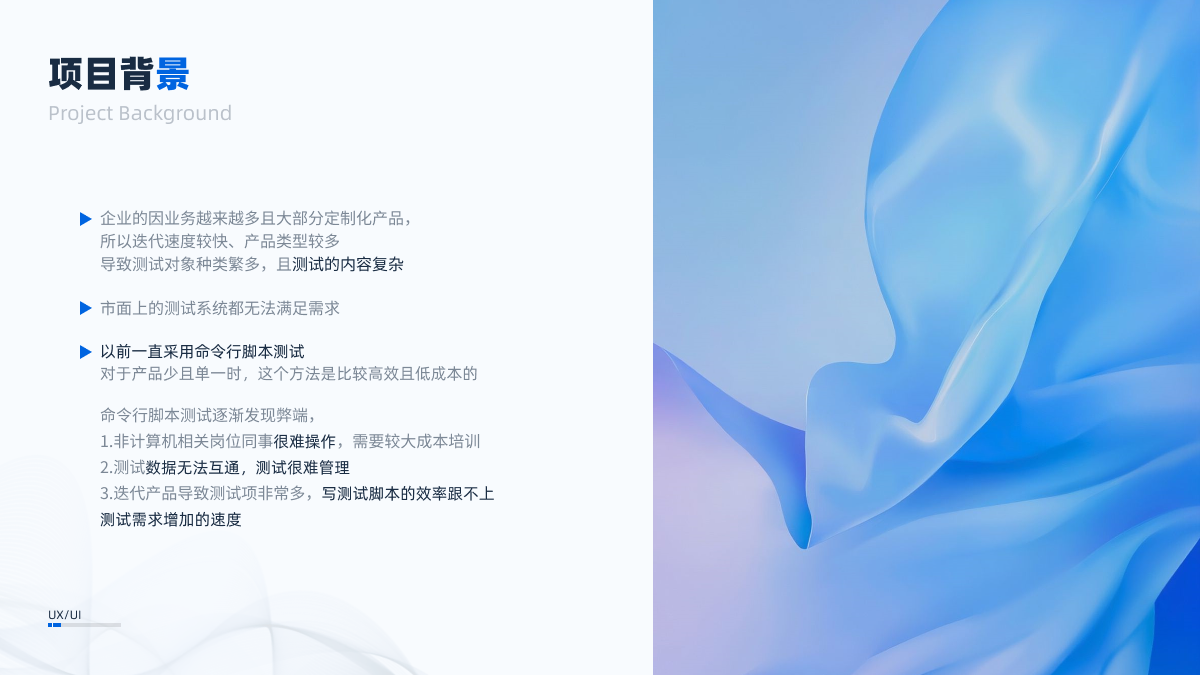 项目背景
Project Background
企业的因业务越来越多且大部分定制化产品，
所以迭代速度较快、产品类型较多
导致测试对象种类繁多，且测试的内容复杂
市面上的测试系统都无法满足需求
以前一直采用命令行脚本测试
对于产品少且单一时，这个方法是比较高效且低成本的
命令行脚本测试逐渐发现弊端，
1.非计算机相关岗位同事很难操作，需要较大成本培训
2.测试数据无法互通，测试很难管理
3.迭代产品导致测试项非常多，写测试脚本的效率跟不上
测试需求增加的速度
UX/UI